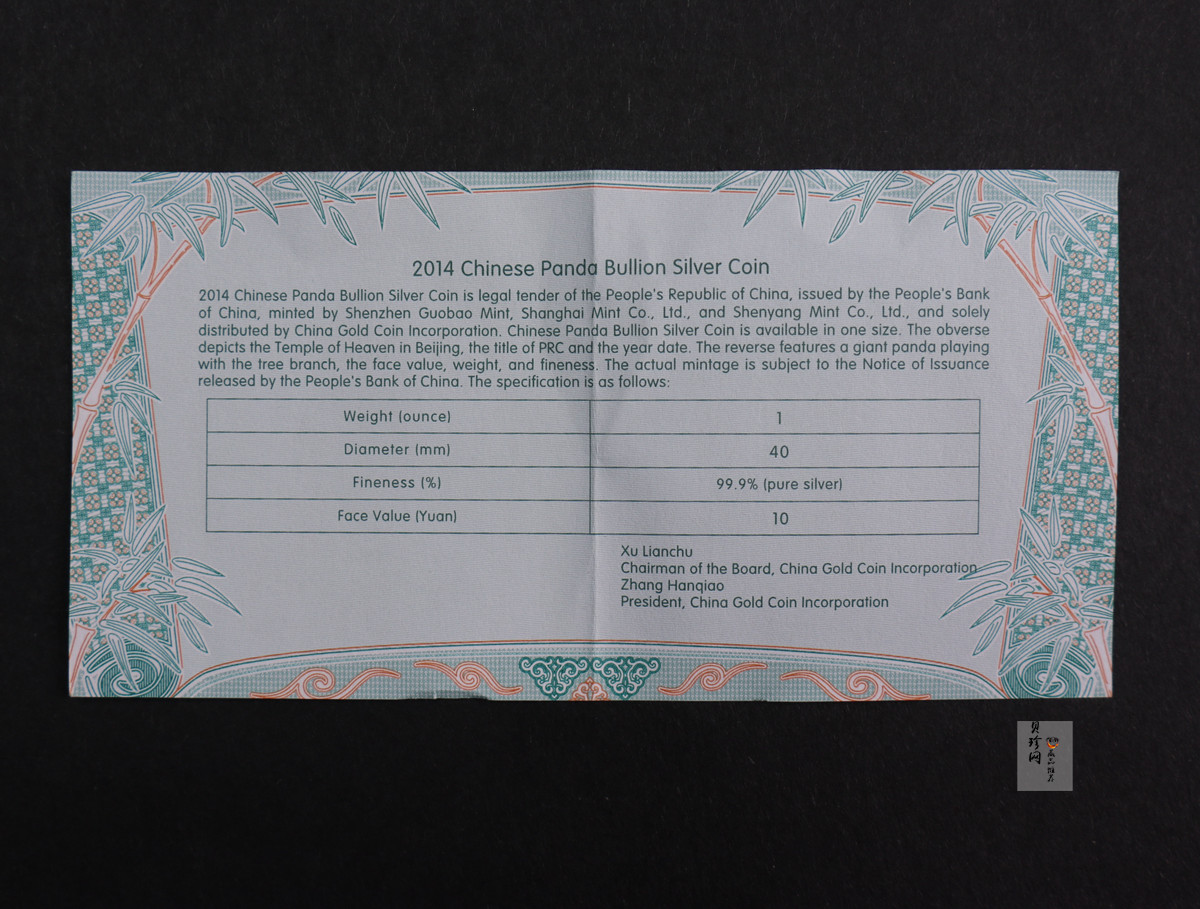 2014 Chinese Panda Bullion Silver Coin
2014 Chinese Panda Bullion Silver Coin is legal tender of the People's Republic of China, issued by the People's Bank
of China, minted by Shenzhen Guobao Mint, Shanghai Mint Co., Ltd., and Shenyang Mint Co., Ltd., and solely
distributed by China Gold Coin Incorporation. Chinese Panda Bullion Silver Coin is available in one size. The obverse
depicts the Temple of Heaven in Beijing, the title of PRC and the year date. The reverse features a giant panda playing
with the tree branch, the face value, weight, and fineness. The actual mintage is subject to the Notice of Issuance
released by the People's Bank of China. The specification is as follows:
Weight (ounce) 1
Diameter (mm) 40
Fineness (%) 99.9% (pure silver)
Face Value (Yuan) 10
Xu Lianchu
Chairman of the Board, China Gold Coin Incorporation
Zhang Hanqiao
President, China Gold Coin Incorporation
贝珍网